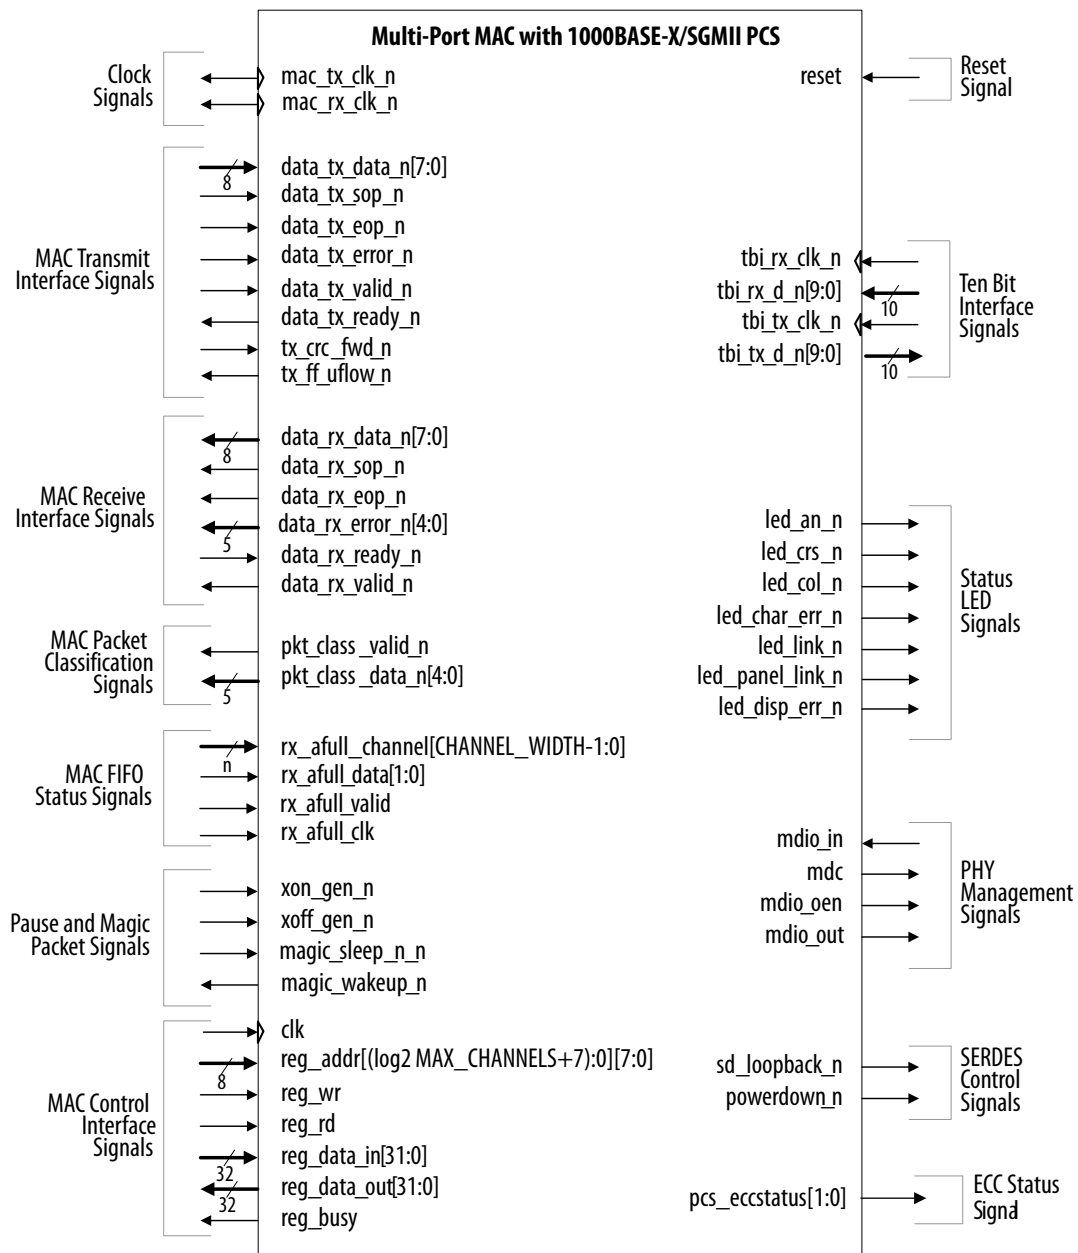 Multi-Port MAC with 1000BASE-X/SGMII PCS
Clock
Signals
mac_tx_clk_n
mac_rx_clk_n
MAC Transmit
Interface Signals
data_tx_data_n[7:0]
8
data_tx_sop_n
data_tx_eop_n
data_tx_error_n
data_tx_valid_n
data_tx_ready_n
tx_crc_fwd_n
tx_ff_uflow_n
MAC Receive
Interface Signals
data_rx_data_n[7:0]
8
data_rx_sop_n
data_rx_eop_n
data_rx_error_n[4:0]
5
data_rx_ready_n
data_rx_valid_n
MAC Packet
Classification
Signals
pkt_class_valid_n
pkt_class_data_n[4:0]
5
MAC FIFO
Status Signals
rx_afull_channel[CHANNEL_WIDTH-1:0]
n
rx_afull_data[1:0]
rx_afull_valid
rx_afull_clk
Pause and Magic
Packet Signals
xon_gen_n
xoff_gen_n
magic_sleep_n_n
magic_wakeup_n
MAC Control
Interface
Signals
clk
reg_addr[(log2 MAX_CHANNELS+7):0][7:0]
8
reg_wr
reg_rd
reg_data_in[31:0]
32
reg_data_out[31:0]
32
reg_busy
reset
Reset
Signal
tbi_rx_clk_n
tbi_rx_d_n[9:0]
10
tbi_tx_clk_n
tbi_tx_d_n[9:0]
10
Ten Bit
Interface
Signals
led_an_n
led_crs_n
led_col_n
led_char_err_n
led_link_n
led_panel_link_n
led_disp_err_n
Status
LED
Signals
mdio_in
mdc
mdio_oen
mdio_out
PHY
Management
Signals
sd_loopback_n
powerdown_n
SERDES
Control
Signals
pcs_eccstatus[1:0]
ECC Status
Signal